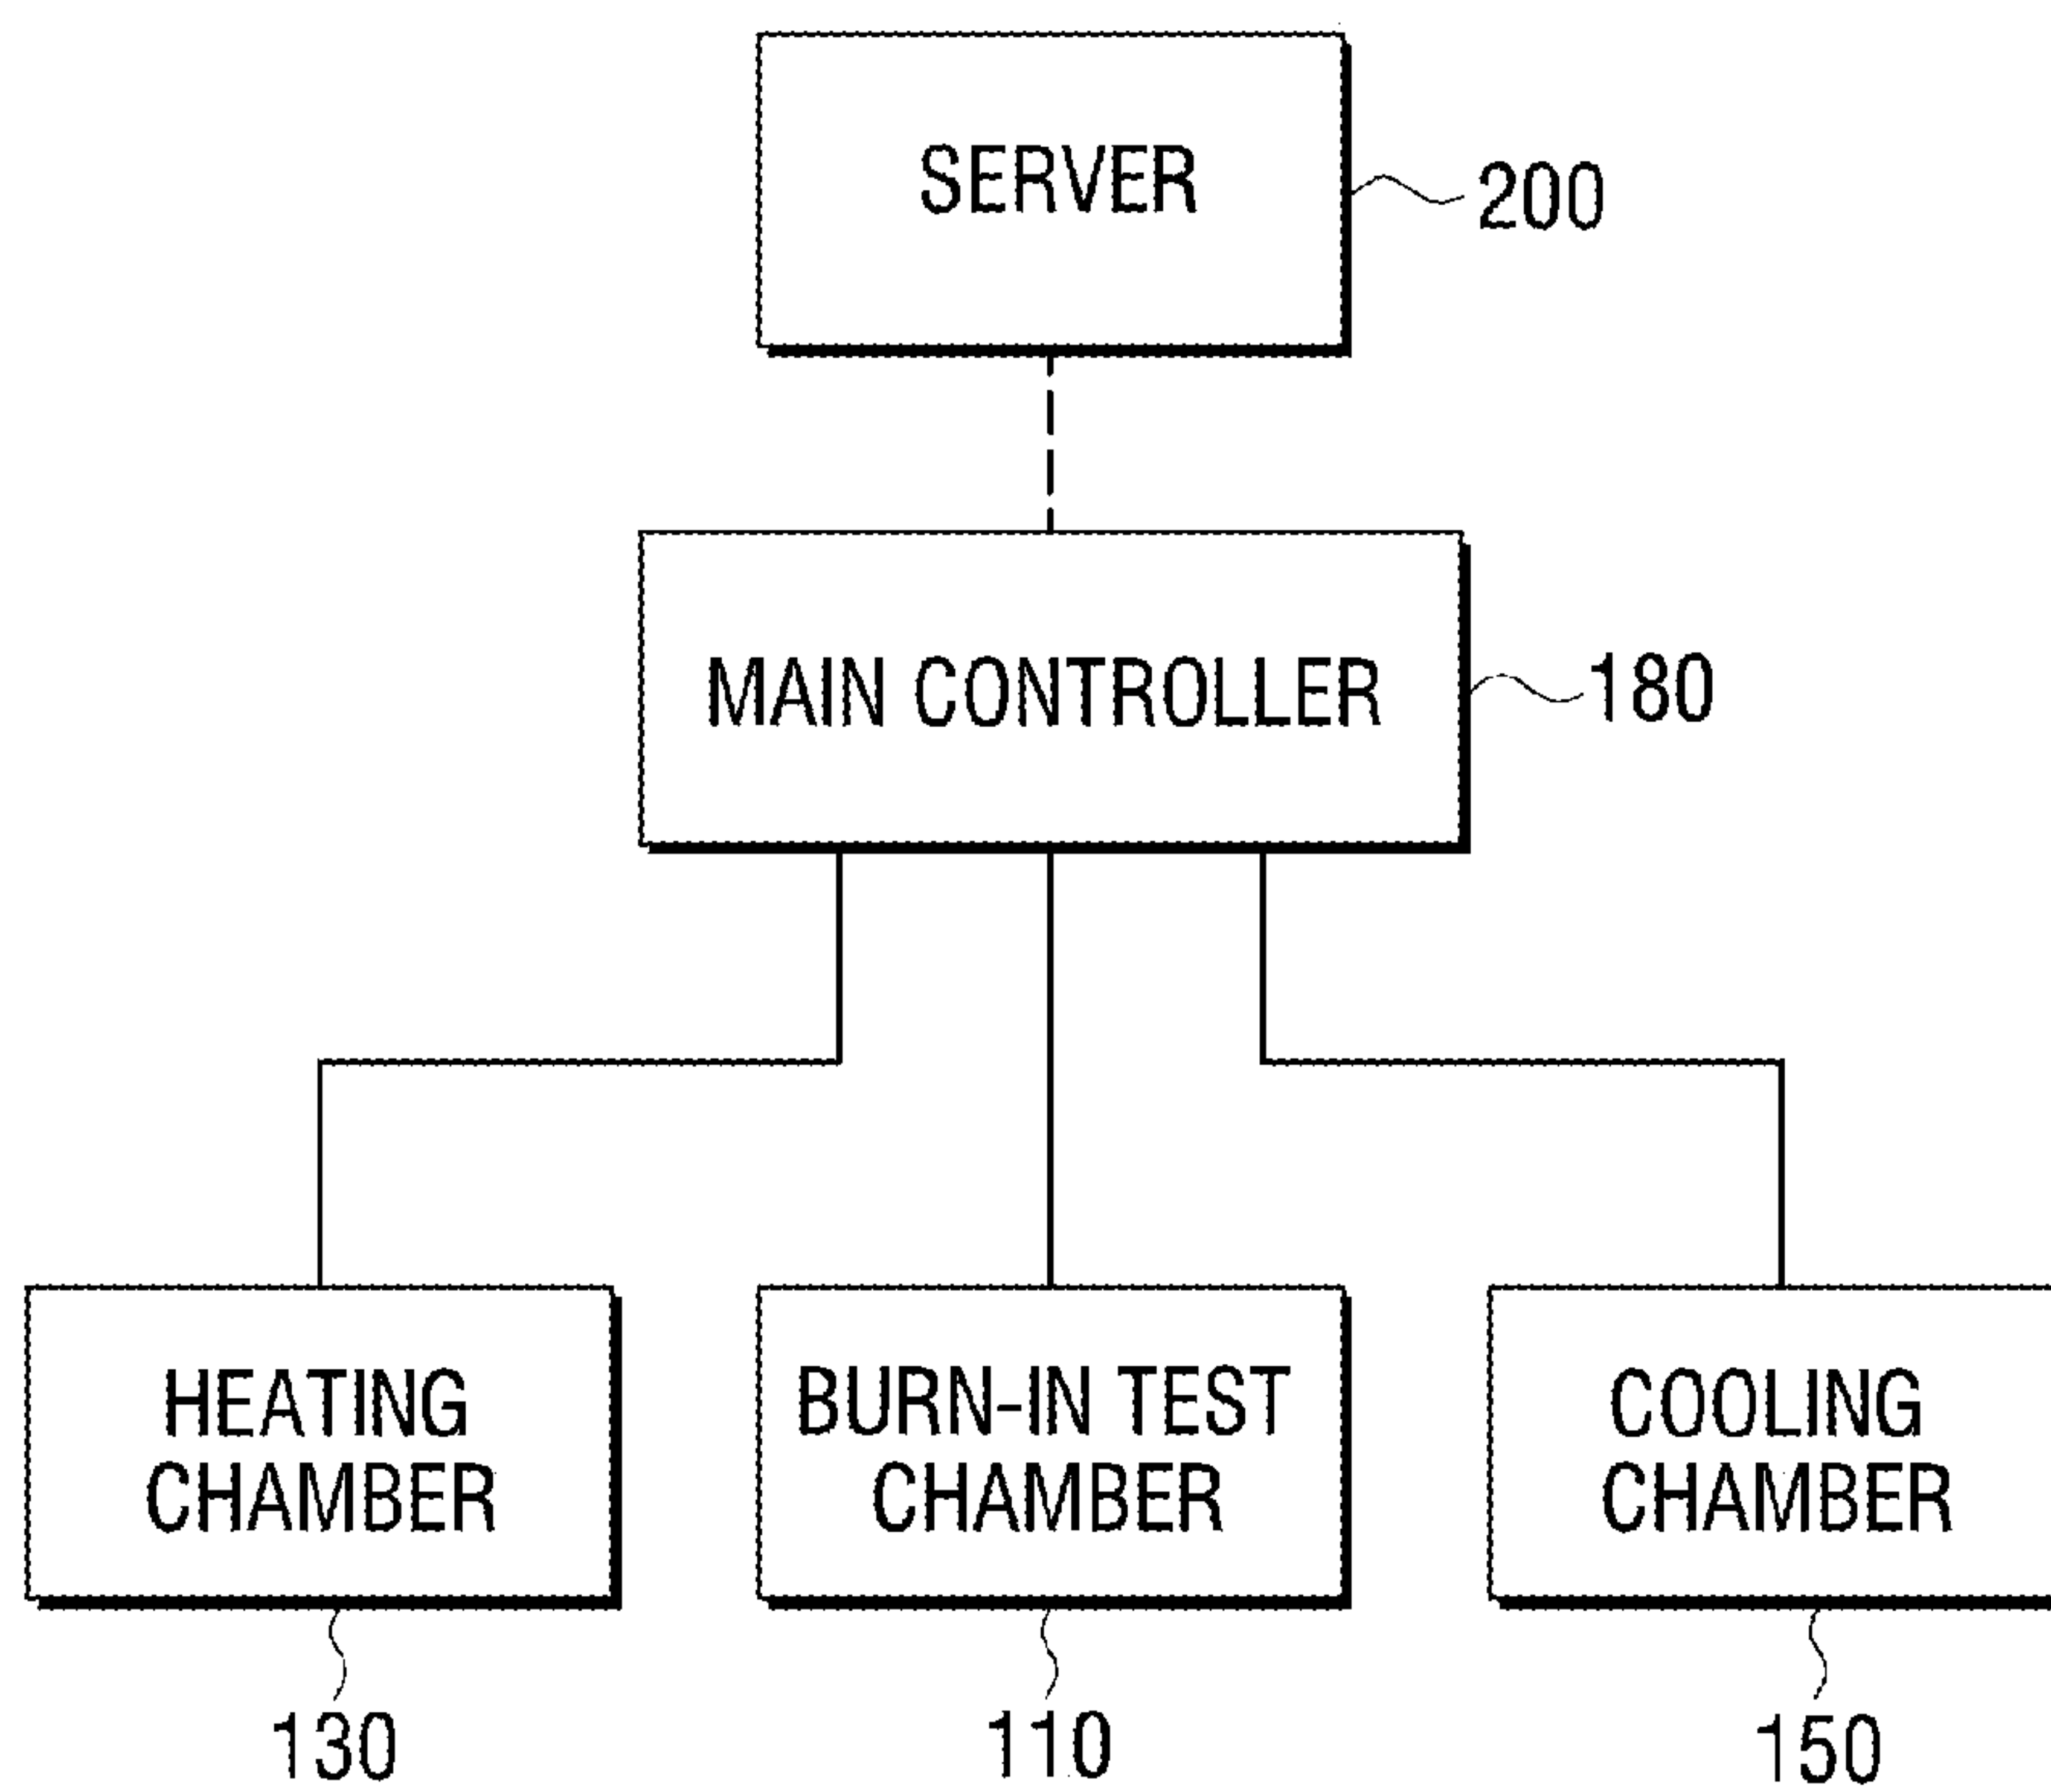 SERVER
200
MAIN CONTROLLER
180
HEATING
CHAMBER
BURN-IN TEST
CHAMBER
COOLING
CHAMBER
130
110
150